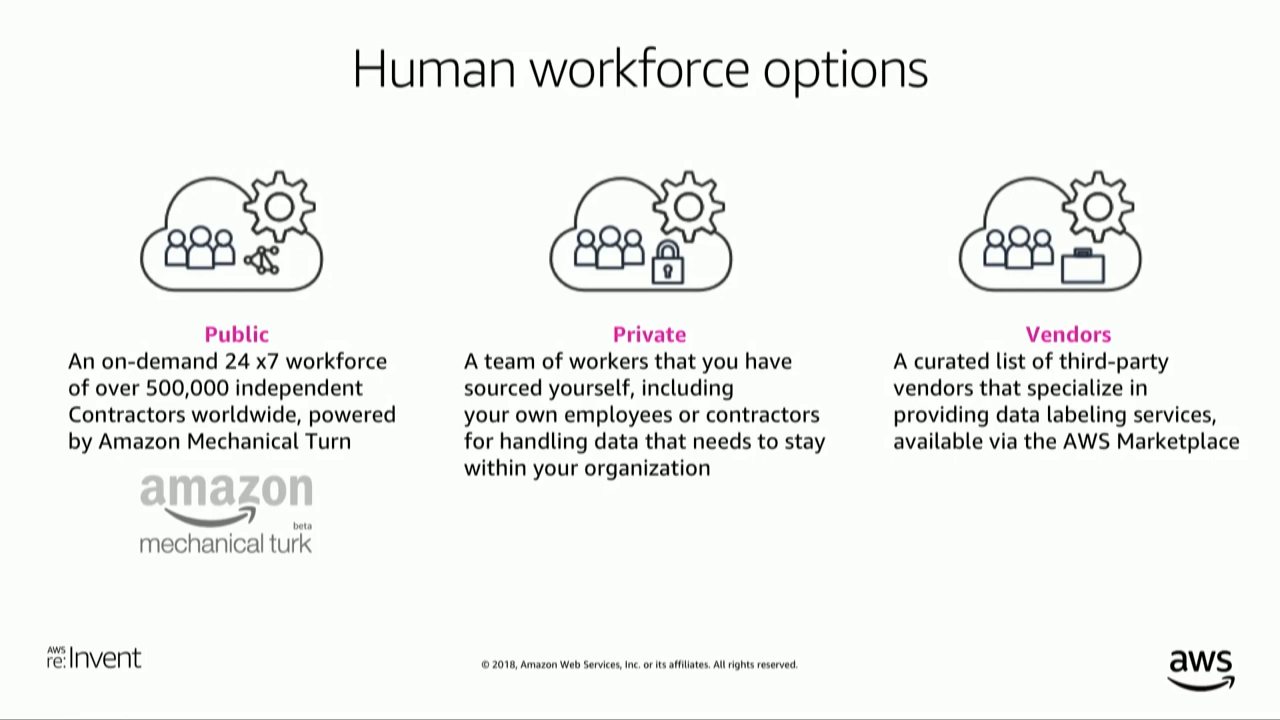 Human workforce options
Public
An on-demand 24 x7 workforce
of over 500,000 independent
Contractors worldwide, powered
by Amazon Mechanical Turn
amazon
beta
mechanical turk
Private
A team of workers that you have
sourced yourself, including
your own employees or contractors
for handling data that needs to stay
within your organization
Vendors
A curated list of third-party
vendors that specialize in
providing data labeling services,
available via the AWS Marketplace
AWS
re:Invent
© 2018, Amazon Web Services, Inc. or its affiliates. All rights reserved.
aws